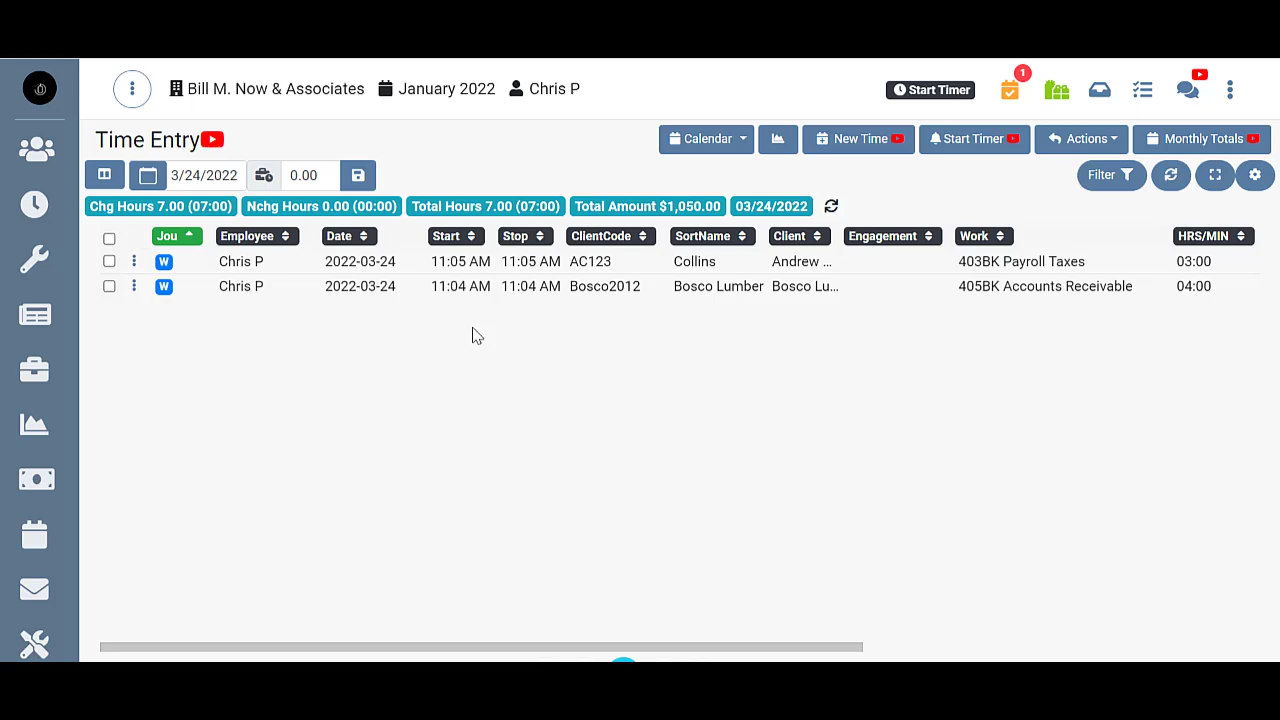 Bill M. Now & Associates January 2022 Chris P Start Timer 1
Time Entry Calendar New Time Start Timer Actions Monthly Totals
3/24/2022 0.00 Filter
Chg Hours 7.00 (07:00) Nchg Hours 0.00 (00:00) Total Hours 7.00 (07:00) Total Amount $1,050.00 03/24/2022
Jou Employee Date Start Stop ClientCode SortName Client Engagement Work HRS/MIN
W Chris P 2022-03-24 11:05 AM 11:05 AM AC123 Collins Andrew ... 403BK Payroll Taxes 03:00
W Chris P 2022-03-24 11:04 AM 11:04 AM Bosco2012 Bosco Lumber Bosco Lu... 405BK Accounts Receivable 04:00